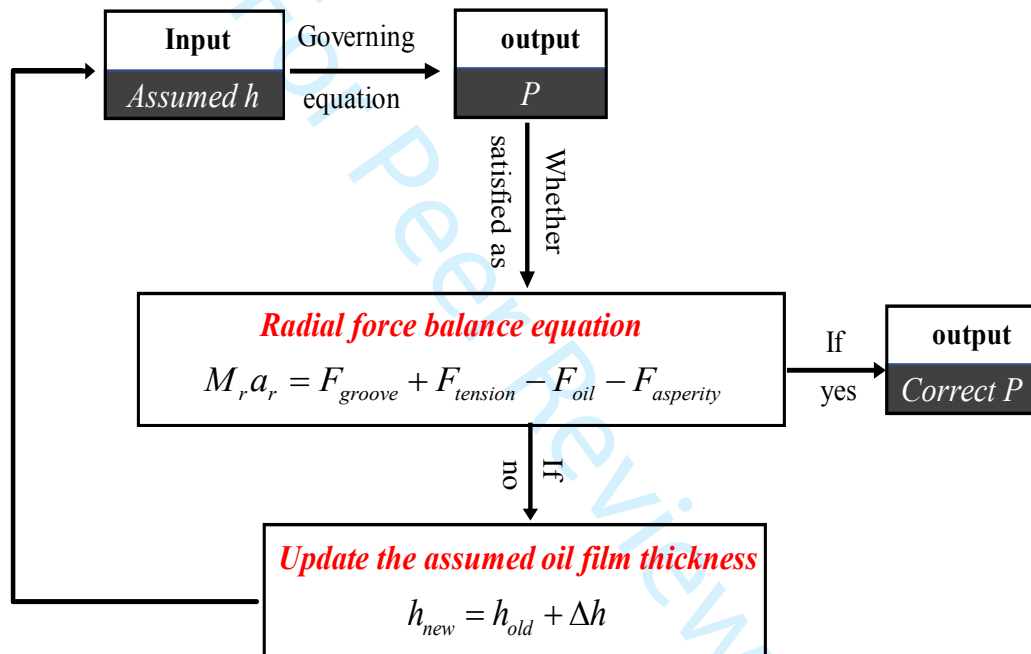 Input
Assumed h
Governing
equation
output
P
Whether
satisfied as
Radial force balance equation
M_r a_r = F_groove + F_tension − F_oil − F_asperity
If
yes
output
Correct P
If
no
Update the assumed oil film thickness
h_new = h_old + Δh
For Peer Review